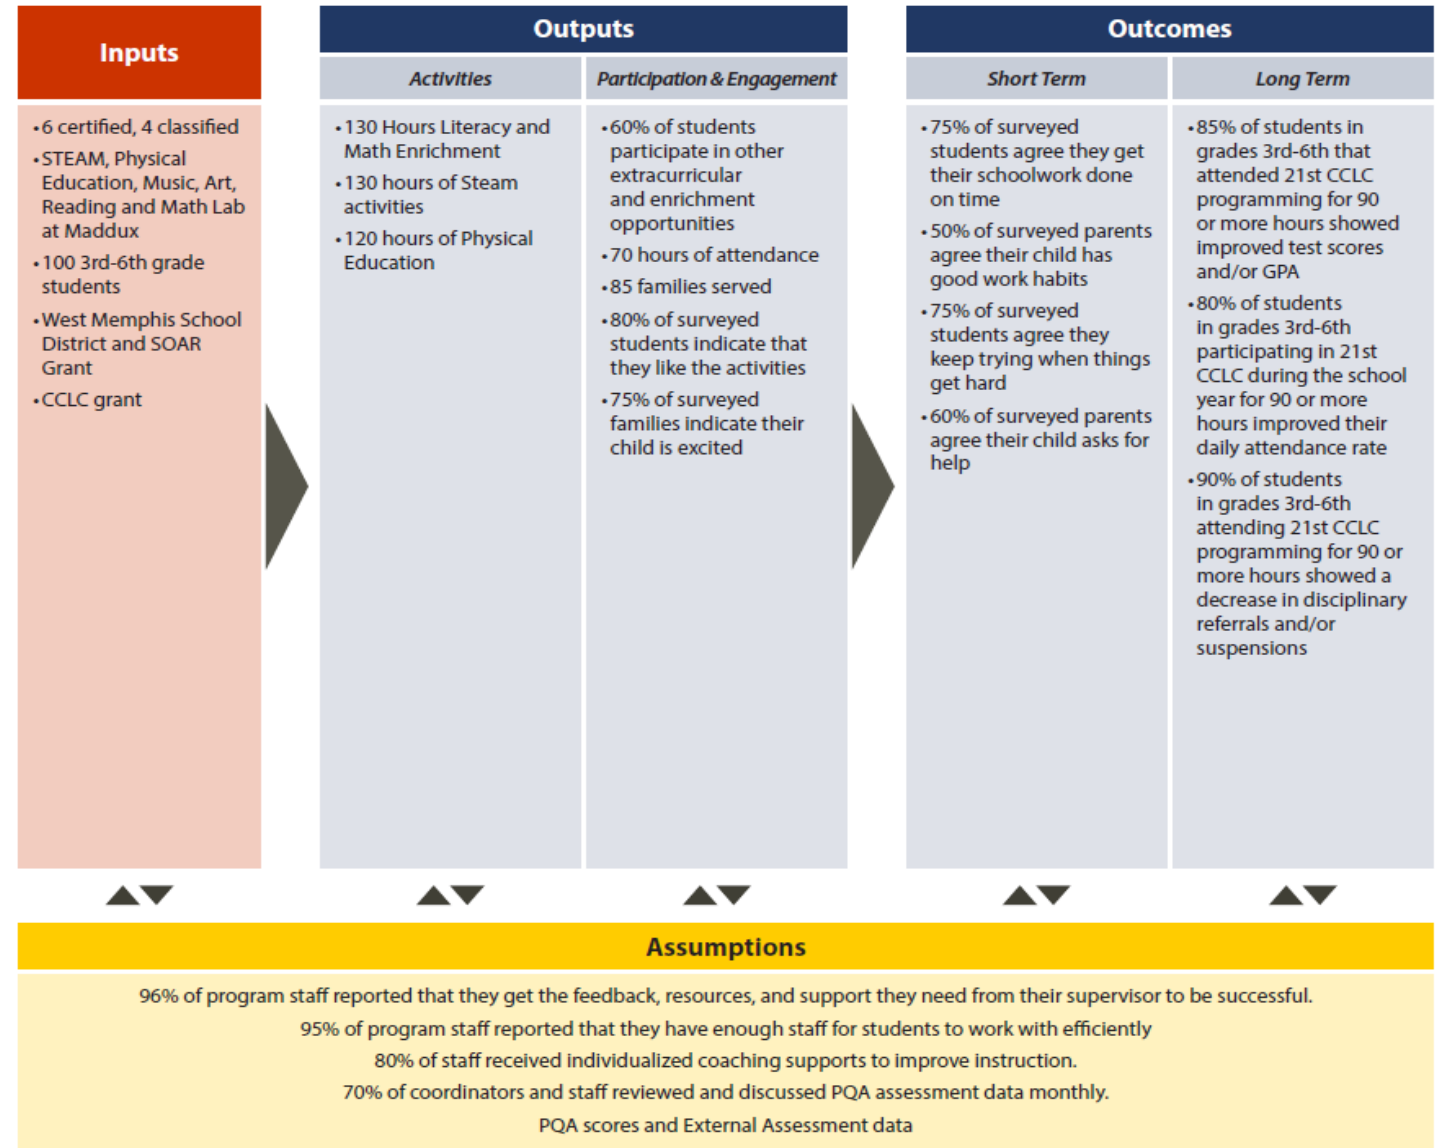 Inputs
•6 certified, 4 classified
•STEAM, Physical
Education, Music, Art,
Reading and Math Lab
at Maddux
•100 3rd-6th grade
students
•West Memphis School
District and SOAR
Grant
•CCLC grant
Outputs
Activities
•130 Hours Literacy and
Math Enrichment
•130 hours of Steam
activities
•120 hours of Physical
Education
Participation & Engagement
•60% of students
participate in other
extracurricular
and enrichment
opportunities
•70 hours of attendance
•85 families served
•80% of surveyed
students indicate that
they like the activities
•75% of surveyed
families indicate their
child is excited
Outcomes
Short Term
•75% of surveyed
students agree they get
their schoolwork done
on time
•50% of surveyed parents
agree their child has
good work habits
•75% of surveyed
students agree they
keep trying when things
get hard
•60% of surveyed parents
agree their child asks for
help
Long Term
•85% of students in
grades 3rd-6th that
attended 21st CCLC
programming for 90
or more hours showed
improved test scores
and/or GPA
•80% of students
in grades 3rd-6th
participating in 21st
CCLC during the school
year for 90 or more
hours improved their
daily attendance rate
•90% of students
in grades 3rd-6th
attending 21st CCLC
programming for 90 or
more hours showed a
decrease in disciplinary
referrals and/or
suspensions
Assumptions
96% of program staff reported that they get the feedback, resources, and support they need from their supervisor to be successful.
95% of program staff reported that they have enough staff for students to work with efficiently
80% of staff received individualized coaching supports to improve instruction.
70% of coordinators and staff reviewed and discussed PQA assessment data monthly.
PQA scores and External Assessment data